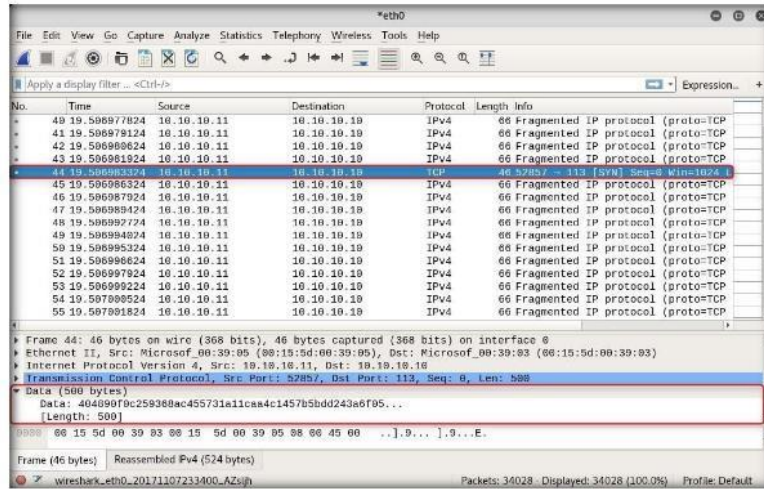 *eth0
File Edit View Go Capture Analyze Statistics Telephony Wireless Tools Help
Apply a display filter ... <Ctrl-/> Expression... +
No. Time Source Destination Protocol Length Info
40 19.506977824 10.10.10.11 10.10.10.10 IPv4 66 Fragmented IP protocol (proto=TCP
41 19.506979124 10.10.10.11 10.10.10.10 IPv4 66 Fragmented IP protocol (proto=TCP
42 19.506980624 10.10.10.11 10.10.10.10 IPv4 66 Fragmented IP protocol (proto=TCP
43 19.506981924 10.10.10.11 10.10.10.10 IPv4 66 Fragmented IP protocol (proto=TCP
44 19.506983324 10.10.10.11 10.10.10.10 TCP 46 52857 → 113 [SYN] Seq=0 Win=1024 L
45 19.506986324 10.10.10.11 10.10.10.10 IPv4 66 Fragmented IP protocol (proto=TCP
46 19.506987924 10.10.10.11 10.10.10.10 IPv4 66 Fragmented IP protocol (proto=TCP
47 19.506989424 10.10.10.11 10.10.10.10 IPv4 66 Fragmented IP protocol (proto=TCP
48 19.506992724 10.10.10.11 10.10.10.10 IPv4 66 Fragmented IP protocol (proto=TCP
49 19.506994024 10.10.10.11 10.10.10.10 IPv4 66 Fragmented IP protocol (proto=TCP
50 19.506995324 10.10.10.11 10.10.10.10 IPv4 66 Fragmented IP protocol (proto=TCP
51 19.506996624 10.10.10.11 10.10.10.10 IPv4 66 Fragmented IP protocol (proto=TCP
52 19.506997924 10.10.10.11 10.10.10.10 IPv4 66 Fragmented IP protocol (proto=TCP
53 19.506999224 10.10.10.11 10.10.10.10 IPv4 66 Fragmented IP protocol (proto=TCP
54 19.507000524 10.10.10.11 10.10.10.10 IPv4 66 Fragmented IP protocol (proto=TCP
55 19.507001824 10.10.10.11 10.10.10.10 IPv4 66 Fragmented IP protocol (proto=TCP
Frame 44: 46 bytes on wire (368 bits), 46 bytes captured (368 bits) on interface 0
Ethernet II, Src: Microsof_00:39:05 (00:15:5d:00:39:05), Dst: Microsof_00:39:03 (00:15:5d:00:39:03)
Internet Protocol Version 4, Src: 10.10.10.11, Dst: 10.10.10.10
Transmission Control Protocol, Src Port: 52857, Dst Port: 113, Seq: 0, Len: 500
Data (500 bytes)
Data: 404890f0c259368ac455731a11caa4c1457b5bdd243a6f05...
[Length: 500]
0000 00 15 5d 00 39 03 00 15 5d 00 39 05 08 00 45 00 ..].9... ].9...E.
Frame (46 bytes) Reassembled IPv4 (524 bytes)
wireshark_eth0_20171107233400_AZsijh Packets: 34028 · Displayed: 34028 (100.0%) Profile: Default